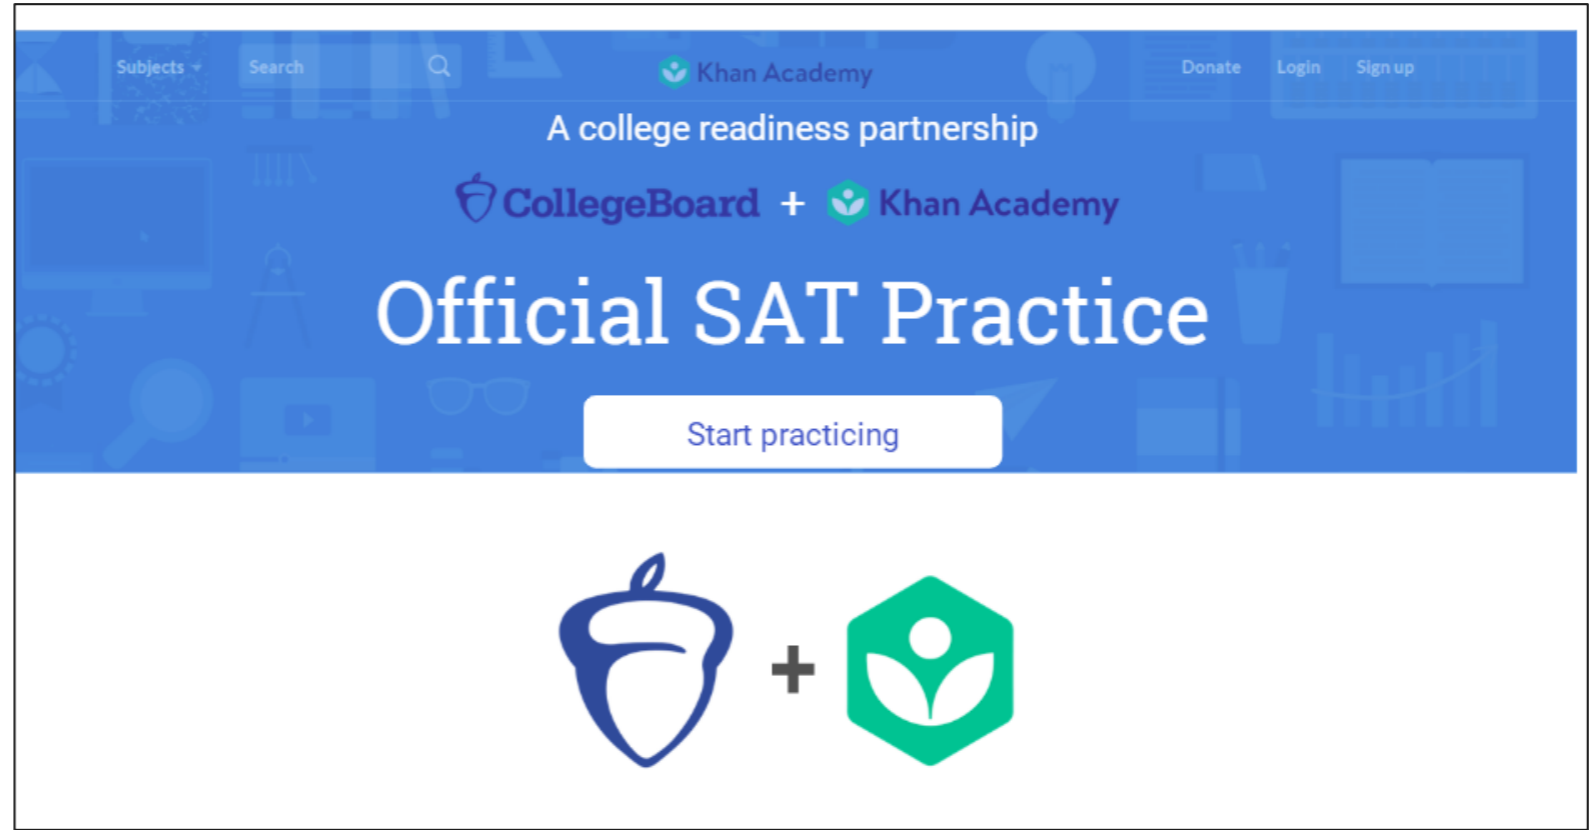 Subjects Search Khan Academy Donate Login Sign up
A college readiness partnership
CollegeBoard + Khan Academy
Official SAT Practice
Start practicing
+